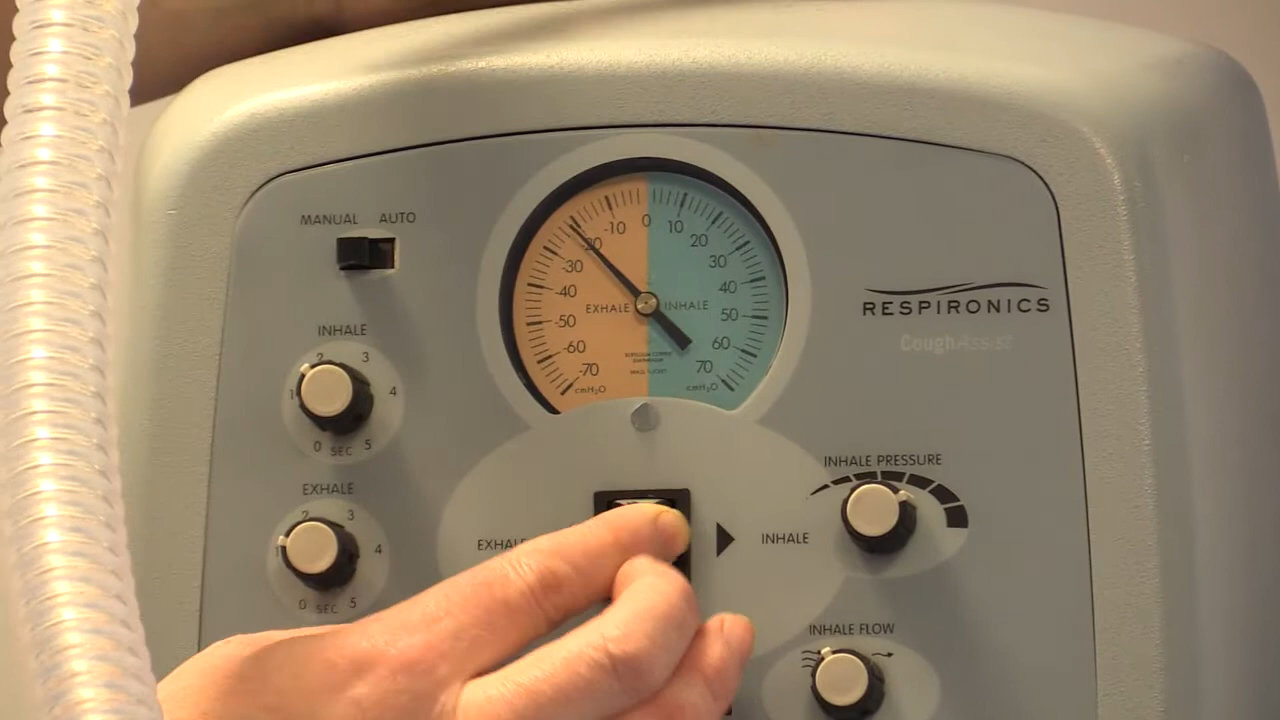 MANUAL AUTO
-10 0 10
-20 20
-30 30
-40 40
EXHALE INHALE
-50 50
-60 60
-70 70
cmH₂O cmH₂O
RESPIRONICS
CoughAssist
INHALE
1 2 3 4
0 SEC 5
INHALE PRESSURE
EXHALE
1 2 3 4
0 SEC 5
EXHALE INHALE
INHALE FLOW